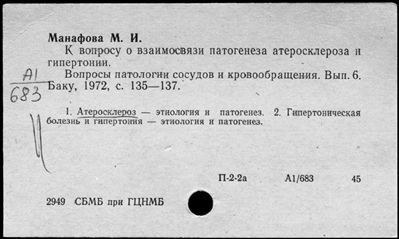 Манафова М. И.
К вопросу о взаимосвязи патогенеза атеросклероза и
гипертонии.
Вопросы патологии сосудов и кровообращения. Вып. 6.
Баку, 1972, с. 135—137.
А1
683
1. Атеросклероз — этиология и патогенез. 2. Гипертоническая
болезнь и гипертония — этиология и патогенез.
П-2-2а А1/683 45
2949 СБМБ при ГЦНМБ